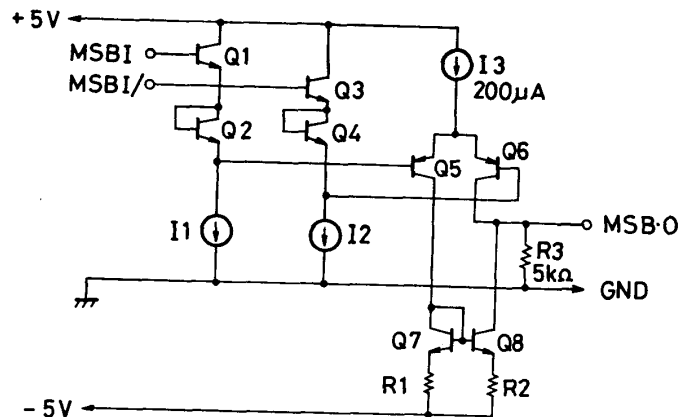 +5V
MSBI
Q1
MSBI/
Q3
I3
200μA
Q2
Q4
Q5
Q6
I1
I2
MSB·O
R3
5kΩ
GND
Q7
Q8
R1
R2
-5V